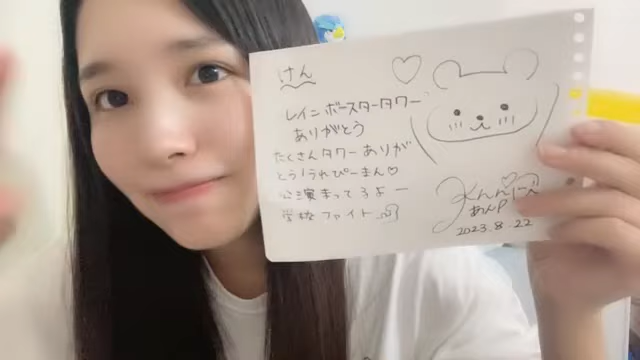 けん
レインボースタータワー
ありがとう
たくさんタワーありが
とう！うれぴーまん♡
公演まってるよー
学校ファイト
あんP
2023.8.22